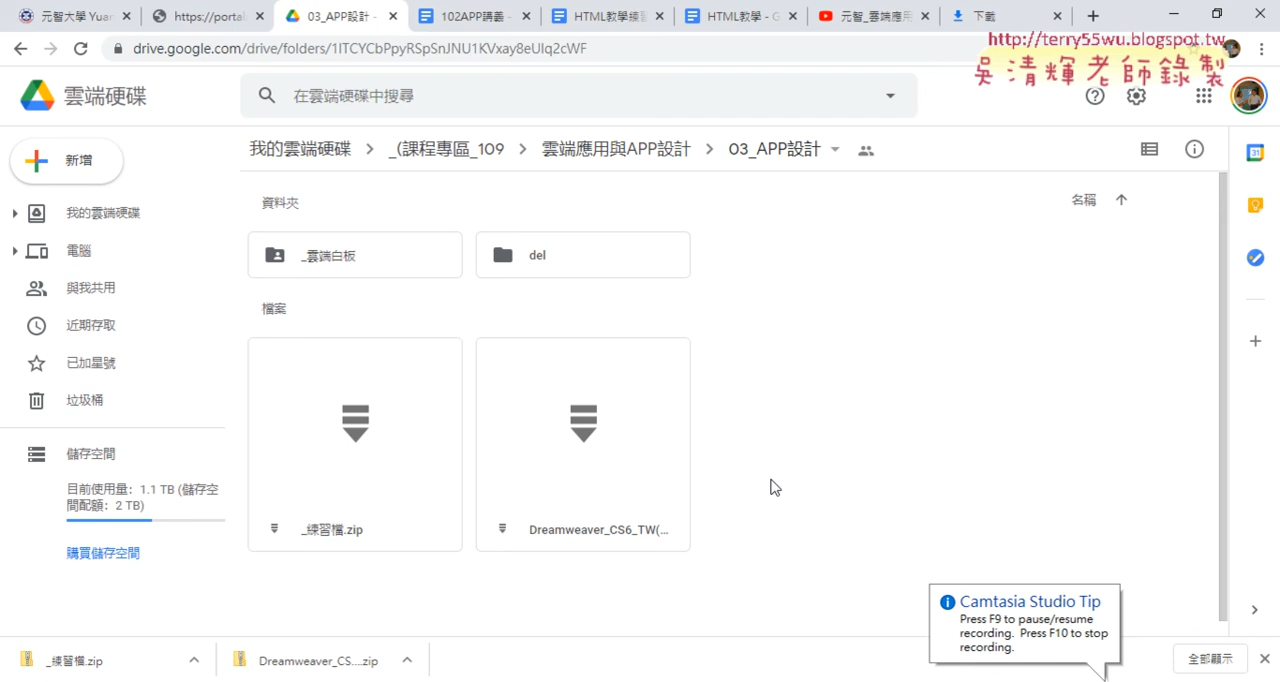 元智大學 Yuan
https://portal
03_APP設計 -
102APP講義 -
HTML教學練習
HTML教學 - G
元智_雲端應用
下載
drive.google.com/drive/folders/1ITCYCbPpyRSpSnJNU1KVxay8eUIq2cWF
http://terry55wu.blogspot.tw
吳清輝老師錄製
雲端硬碟
在雲端硬碟中搜尋
新增
我的雲端硬碟 > _(課程專區_109 > 雲端應用與APP設計 > 03_APP設計
我的雲端硬碟
電腦
與我共用
近期存取
已加星號
垃圾桶
儲存空間
目前使用量: 1.1 TB (儲存空
間配額: 2 TB)
購買儲存空間
資料夾
名稱
_雲端白板
del
檔案
_練習檔.zip
Dreamweaver_CS6_TW(...
31
Camtasia Studio Tip
Press F9 to pause/resume
recording. Press F10 to stop
recording.
_練習檔.zip
Dreamweaver_CS....zip
全部顯示